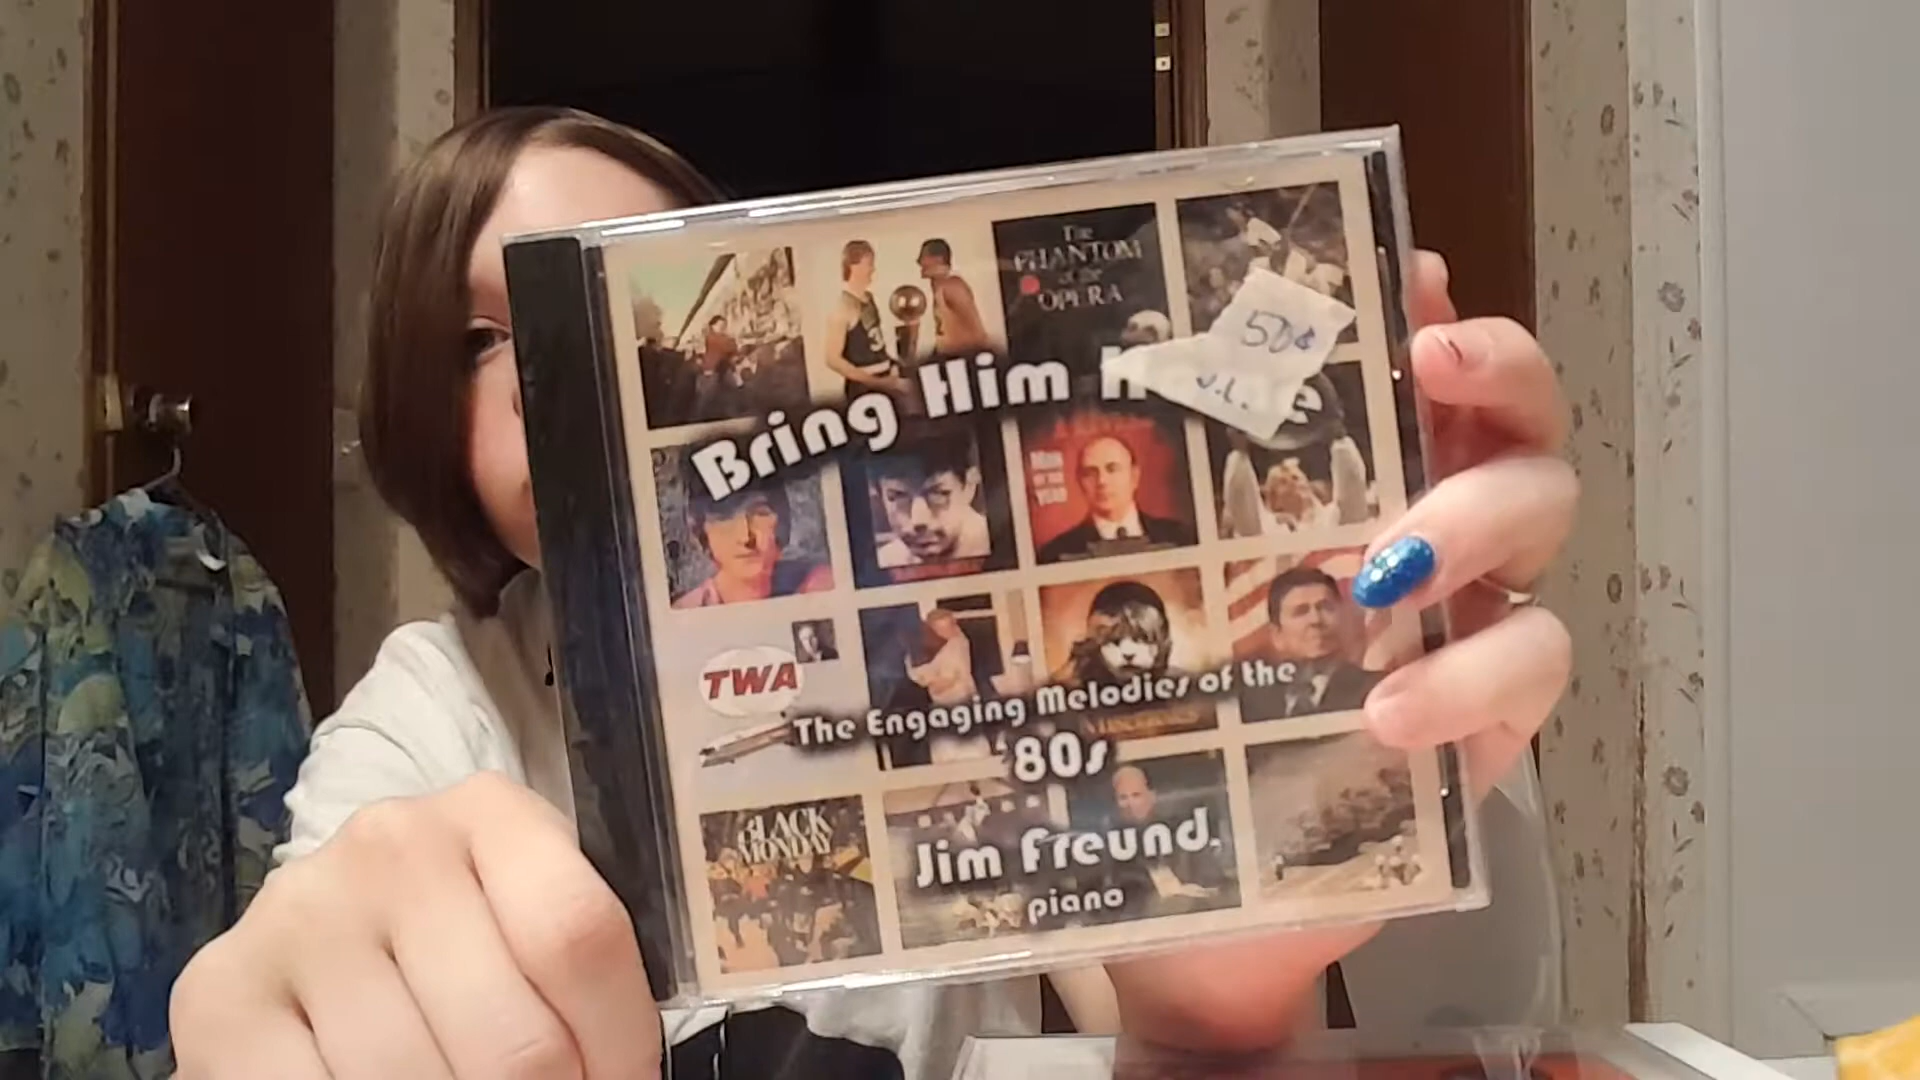 The
PHANTOM
of the
OPERA
50¢
J.L.
Bring Him
TWA
The Engaging Melodies of the
'80s
BLACK
MONDAY
Jim Freund,
piano